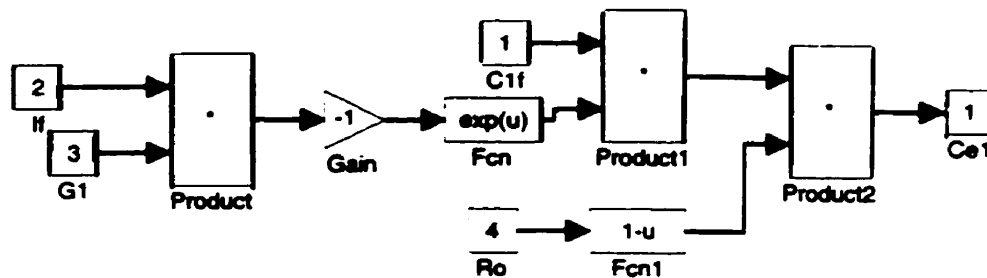 2
If
3
G1
Product
-1
Gain
exp(u)
Fcn
1
C1f
Product1
4
Ro
1-u
Fcn1
Product2
1
Ce1